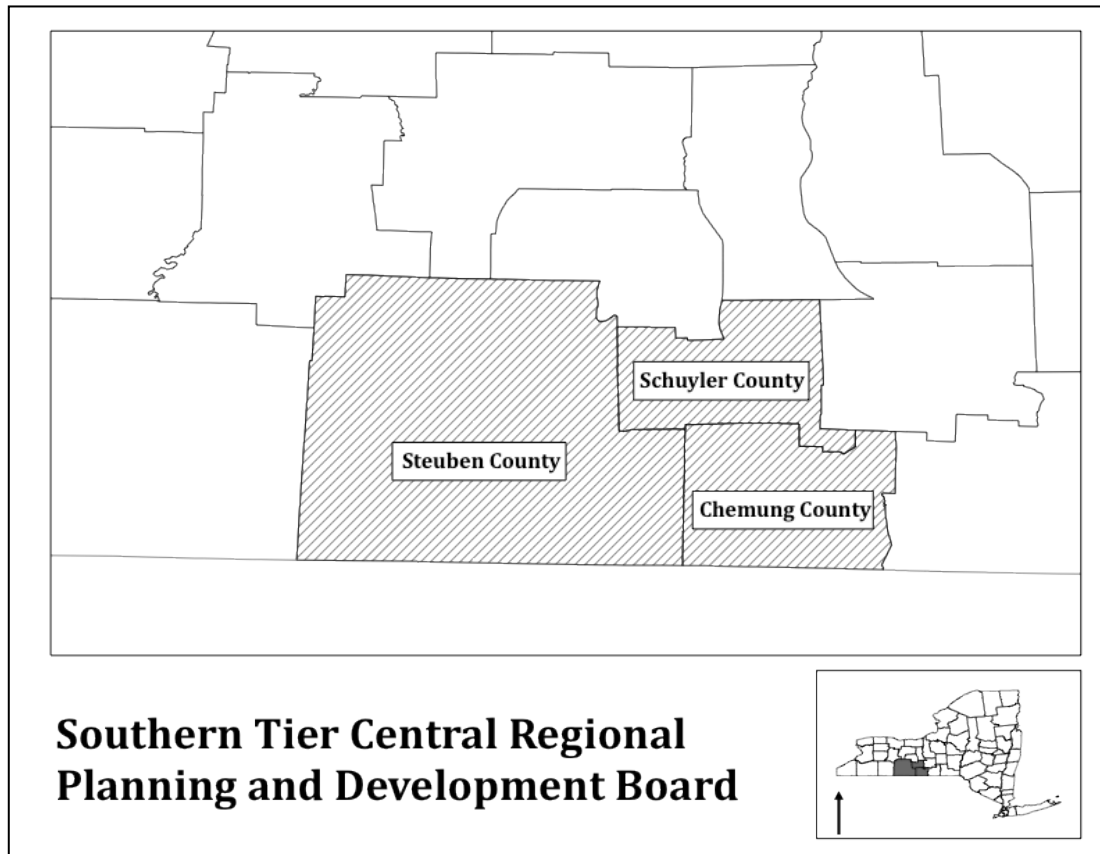 Schuyler County
Steuben County
Chemung County
Southern Tier Central Regional
Planning and Development Board